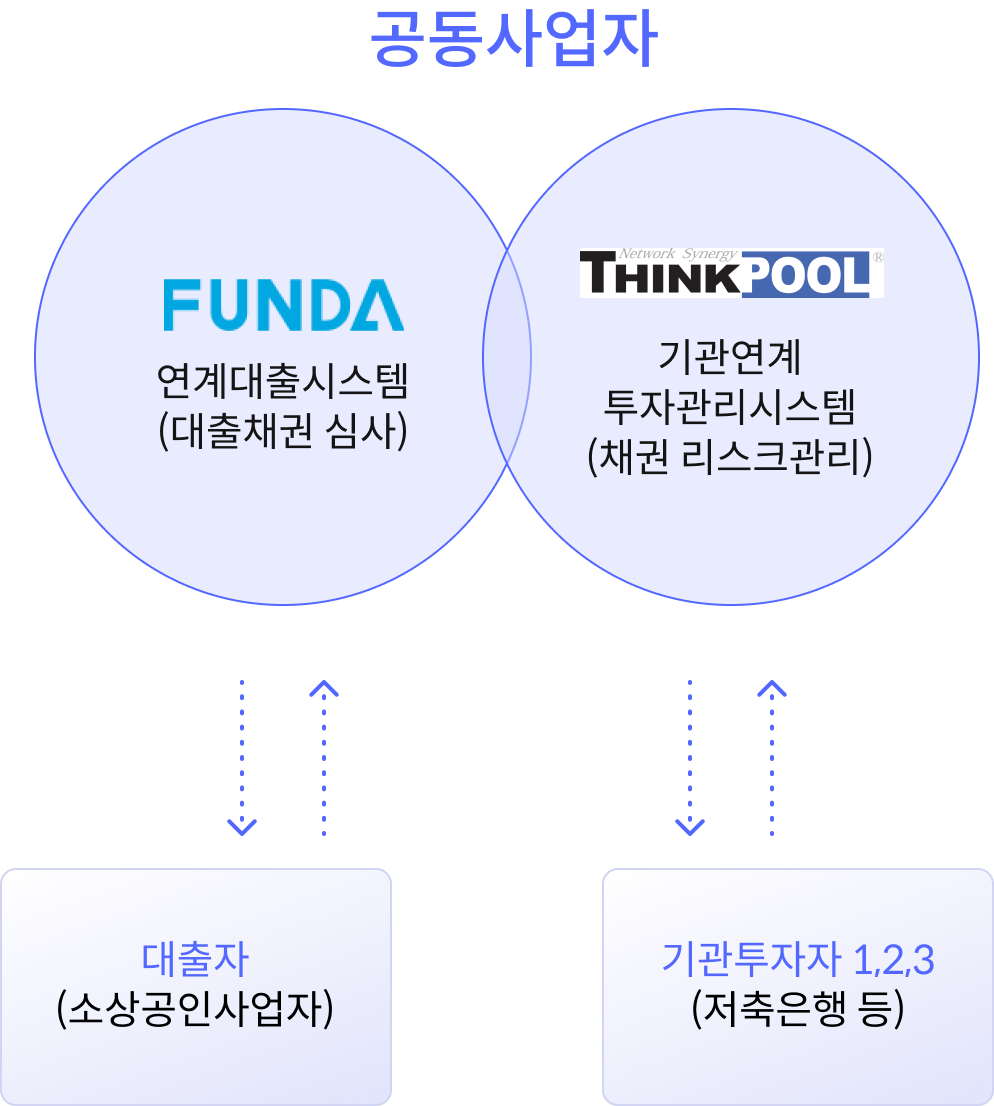 공동사업자
FUNDA
연계대출시스템
(대출채권 심사)
Network Synergy
THINKPOOL®
기관연계
투자관리시스템
(채권 리스크관리)
대출자
(소상공인사업자)
기관투자자 1,2,3
(저축은행 등)